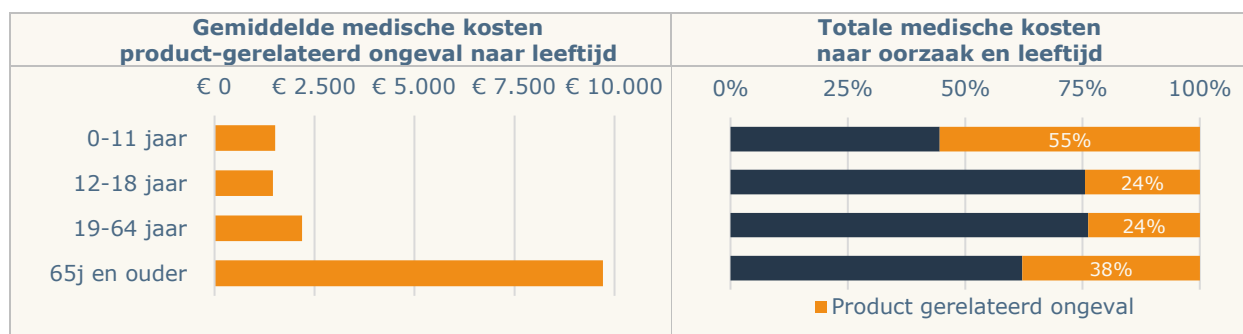 Gemiddelde medische kosten
product-gerelateerd ongeval naar leeftijd
€ 0 € 2.500 € 5.000 € 7.500 € 10.000
0-11 jaar
12-18 jaar
19-64 jaar
65j en ouder
Totale medische kosten
naar oorzaak en leeftijd
0% 25% 50% 75% 100%
55%
24%
24%
38%
Product gerelateerd ongeval